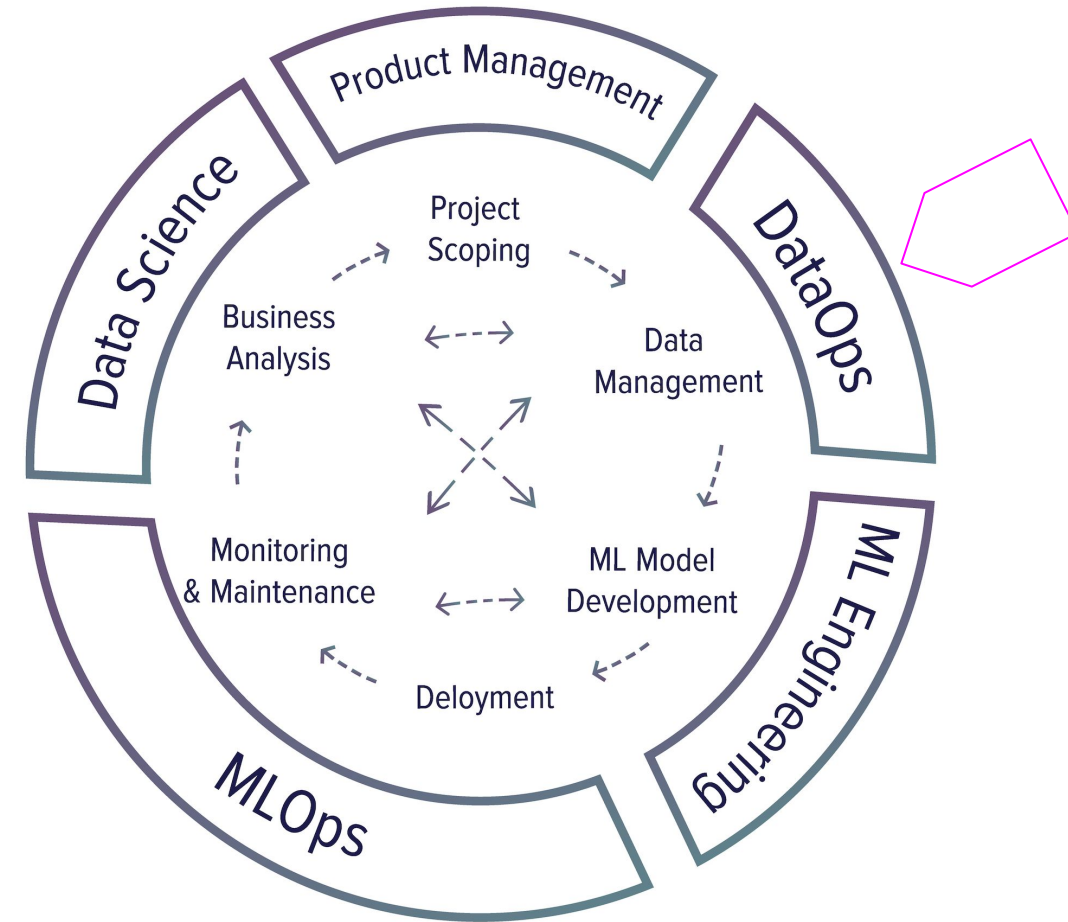 Product Management
Data Science
DataOps
Project
Scoping
Business
Analysis
Data
Management
Monitoring
& Maintenance
ML Model
Development
Deloyment
ML Engineering
MLOps